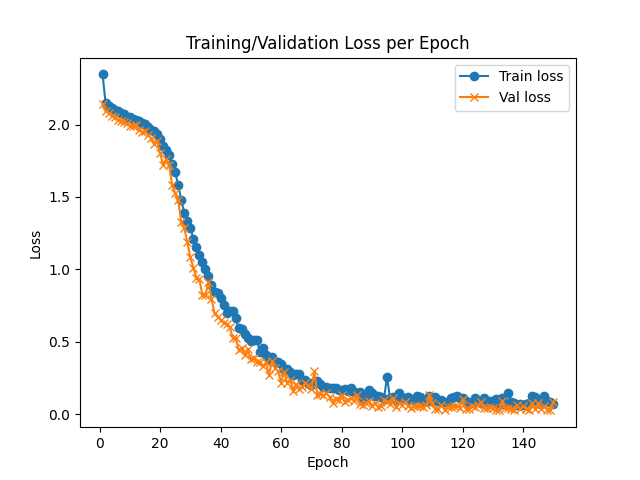 Training/Validation Loss per Epoch
Train loss
Val loss
Loss
2.0
1.5
1.0
0.5
0.0
0 20 40 60 80 100 120 140 160
Epoch